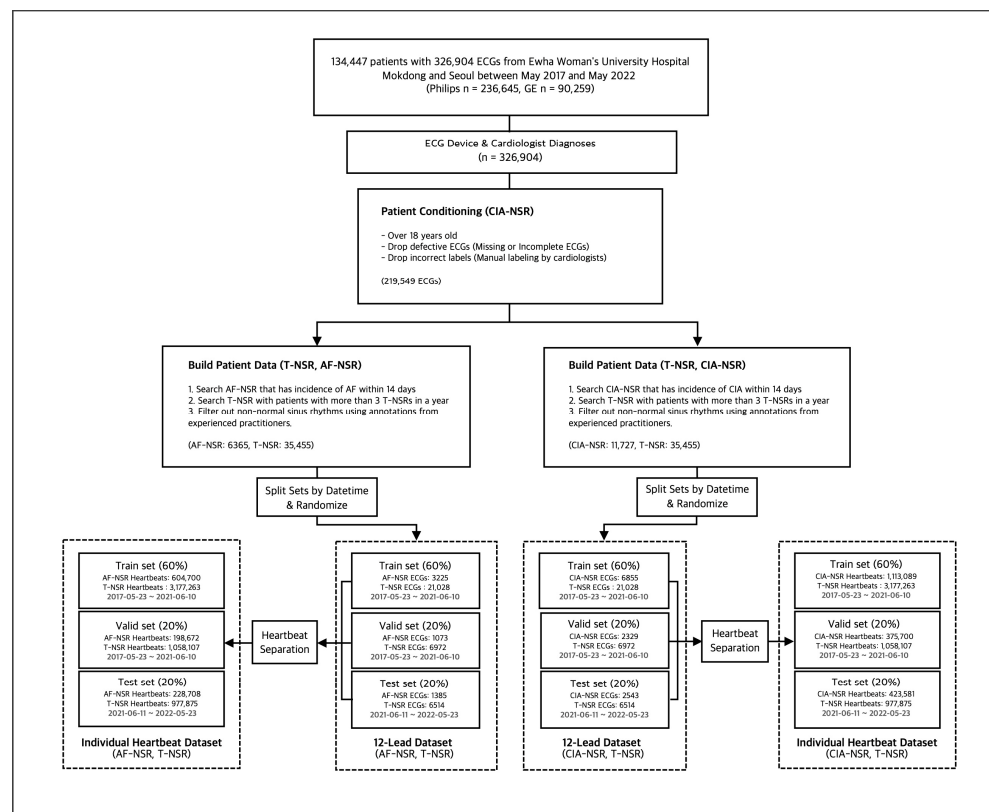 134,447 patients with 326,904 ECGs from Ewha Woman's University Hospital
Mokdong and Seoul between May 2017 and May 2022
(Philips n = 236,645, GE n = 90,259)
ECG Device & Cardiologist Diagnoses
(n = 326,904)
Patient Conditioning (CIA-NSR)
- Over 18 years old
- Drop defective ECGs (Missing or Incomplete ECGs)
- Drop incorrect labels (Manual labeling by cardiologists)
(219,549 ECGs)
Build Patient Data (T-NSR, AF-NSR)
1. Search AF-NSR that has incidence of AF within 14 days
2. Search T-NSR with patients with more than 3 T-NSRs in a year
3. Filter out non-normal sinus rhythms using annotations from
experienced practitioners.
(AF-NSR: 6365, T-NSR: 35,455)
Build Patient Data (T-NSR, CIA-NSR)
1. Search CIA-NSR that has incidence of CIA within 14 days
2. Search T-NSR with patients with more than 3 T-NSRs in a year
3. Filter out non-normal sinus rhythms using annotations from
experienced practitioners.
(CIA-NSR: 11,727, T-NSR: 35,455)
Split Sets by Datetime
& Randomize
Split Sets by Datetime
& Randomize
Train set (60%)
AF-NSR Heartbeats: 604,700
T-NSR Heartbeats : 3,177,263
2017-05-23 ~ 2021-06-10
Valid set (20%)
AF-NSR Heartbeats: 198,672
T-NSR Heartbeats: 1,058,107
2017-05-23 ~ 2021-06-10
Test set (20%)
AF-NSR Heartbeats: 228,708
T-NSR Heartbeats: 977,875
2021-06-11 ~ 2022-05-23
Individual Heartbeat Dataset
(AF-NSR, T-NSR)
Heartbeat
Separation
Train set (60%)
AF-NSR ECGs: 3225
T-NSR ECGs : 21,028
2017-05-23 ~ 2021-06-10
Valid set (20%)
AF-NSR ECGs: 1073
T-NSR ECGs: 6972
2017-05-23 ~ 2021-06-10
Test set (20%)
AF-NSR ECGs: 1385
T-NSR ECGs: 6514
2021-06-11 ~ 2022-05-23
12-Lead Dataset
(AF-NSR, T-NSR)
Train set (60%)
CIA-NSR ECGs: 6855
T-NSR ECGs : 21,028
2017-05-23 ~ 2021-06-10
Valid set (20%)
CIA-NSR ECGs: 2329
T-NSR ECGs: 6972
2017-05-23 ~ 2021-06-10
Test set (20%)
CIA-NSR ECGs: 2543
T-NSR ECGs: 6514
2021-06-11 ~ 2022-05-23
12-Lead Dataset
(CIA-NSR, T-NSR)
Heartbeat
Separation
Train set (60%)
CIA-NSR Heartbeats: 1,113,089
T-NSR Heartbeats: 3,177,263
2017-05-23 ~ 2021-06-10
Valid set (20%)
CIA-NSR Heartbeats: 375,700
T-NSR Heartbeats: 1,058,107
2017-05-23 ~ 2021-06-10
Test set (20%)
CIA-NSR Heartbeats: 423,581
T-NSR Heartbeats: 977,875
2021-06-11 ~ 2022-05-23
Individual Heartbeat Dataset
(CIA-NSR, T-NSR)